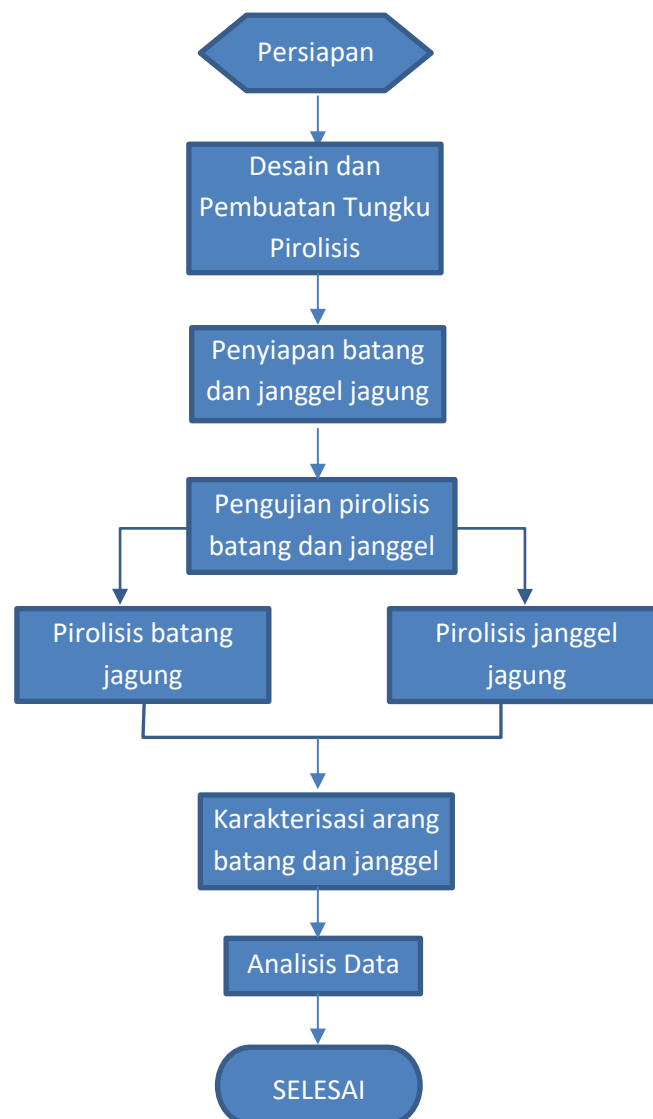 Persiapan
Desain dan
Pembuatan Tungku
Pirolisis
Penyiapan batang
dan janggel jagung
Pengujian pirolisis
batang dan janggel
Pirolisis batang
jagung
Pirolisis janggel
jagung
Karakterisasi arang
batang dan janggel
Analisis Data
SELESAI